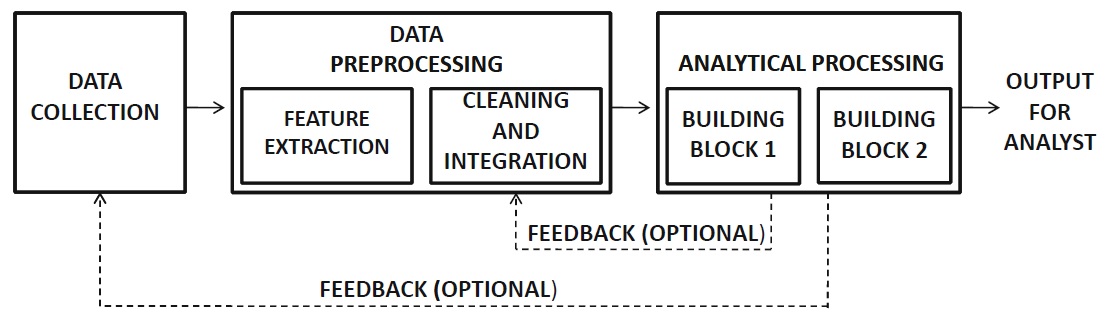 DATA
COLLECTION
DATA
PREPROCESSING
FEATURE
EXTRACTION
CLEANING
AND
INTEGRATION
ANALYTICAL PROCESSING
BUILDING
BLOCK 1
BUILDING
BLOCK 2
OUTPUT
FOR
ANALYST
FEEDBACK (OPTIONAL)
FEEDBACK (OPTIONAL)